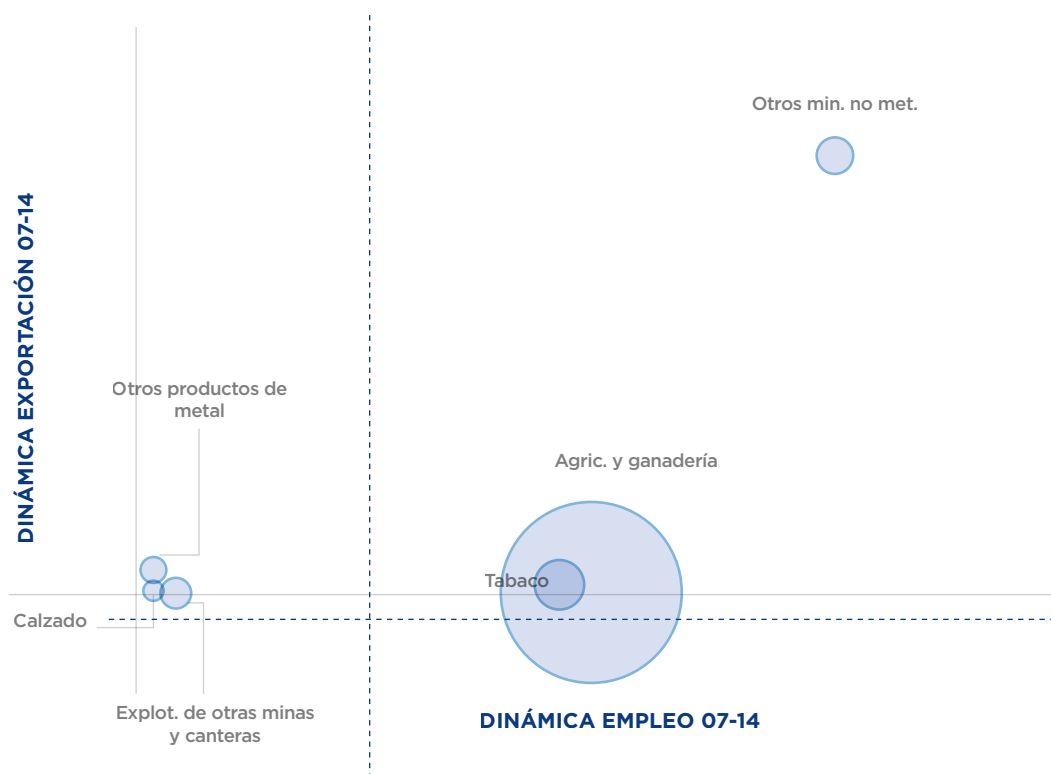 Otros min. no met.
DINÁMICA EXPORTACIÓN 07-14
Otros productos de
metal
Agric. y ganadería
Tabaco
Calzado
Explot. de otras minas
y canteras
DINÁMICA EMPLEO 07-14